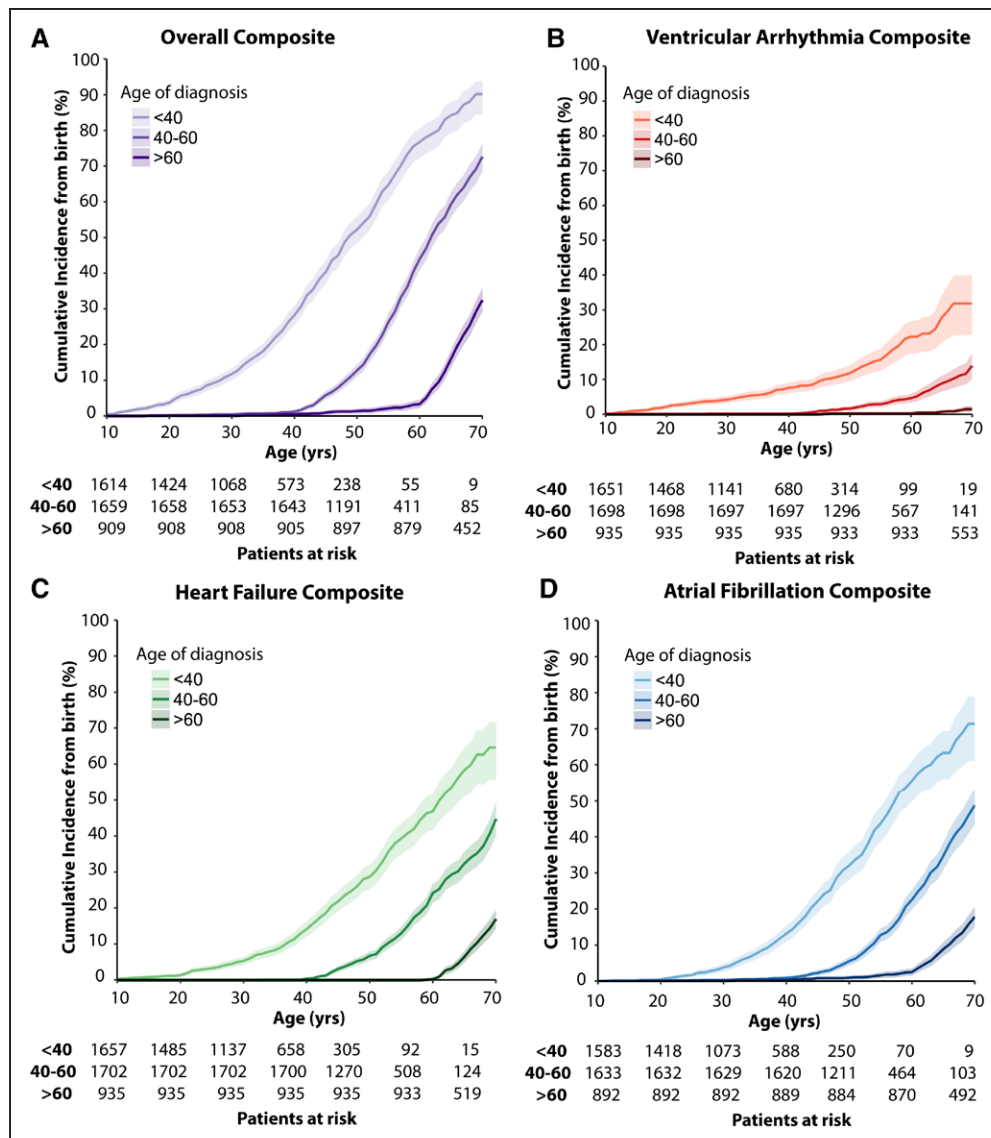 A
Overall Composite
Cumulative Incidence from birth (%)
100
90
80
70
60
50
40
30
20
10
0
Age of diagnosis
<40
40-60
>60
10 20 30 40 50 60 70
Age (yrs)
<40 1614 1424 1068 573 238 55 9
40-60 1659 1658 1653 1643 1191 411 85
>60 909 908 908 905 897 879 452
Patients at risk
B
Ventricular Arrhythmia Composite
Cumulative Incidence from birth (%)
100
90
80
70
60
50
40
30
20
10
0
Age of diagnosis
<40
40-60
>60
10 20 30 40 50 60 70
Age (yrs)
<40 1651 1468 1141 680 314 99 19
40-60 1698 1698 1697 1697 1296 567 141
>60 935 935 935 935 933 933 553
Patients at risk
C
Heart Failure Composite
Cumulative Incidence from birth (%)
100
90
80
70
60
50
40
30
20
10
0
Age of diagnosis
<40
40-60
>60
10 20 30 40 50 60 70
Age (yrs)
<40 1657 1485 1137 658 305 92 15
40-60 1702 1702 1702 1700 1270 508 124
>60 935 935 935 935 935 933 519
Patients at risk
D
Atrial Fibrillation Composite
Cumulative Incidence from birth (%)
100
90
80
70
60
50
40
30
20
10
0
Age of diagnosis
<40
40-60
>60
10 20 30 40 50 60 70
Age (yrs)
<40 1583 1418 1073 588 250 70 9
40-60 1633 1632 1629 1620 1211 464 103
>60 892 892 892 889 884 870 492
Patients at risk